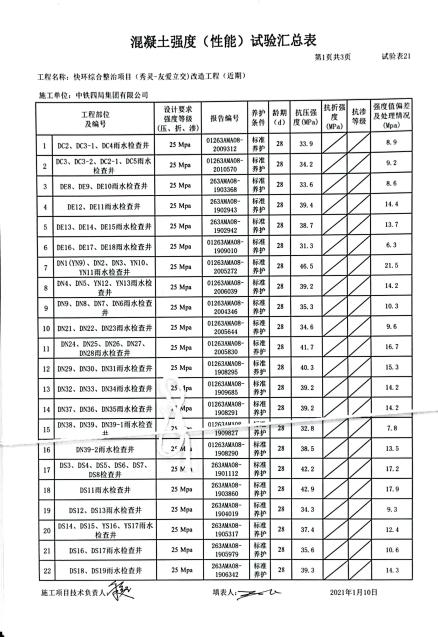 混凝土强度（性能）试验汇总表
第1页共3页 试验表21
工程名称：快环综合整治项目（秀灵-友爱立交）改造工程（近期）
施工单位：中铁四局集团有限公司
工程部位及编号 设计要求强度等级（压、折、渗） 报告编号 养护条件 龄期（d） 抗压强度(MPa) 抗折强度(MPa) 抗渗等级 强度值偏差及处理情况(Mpa)
1 DC2、DC3-1、DC4雨水检查井 25 Mpa 01263AMA08-2009312 标准养护 28 33.9 8.9
2 DC3、DC3-2、DC2-1、DC5雨水检查井 25 Mpa 01263AMA08-2010570 标准养护 28 34.2 9.2
3 DE8、DE9、DE10雨水检查井 25 Mpa 263AMA08-1903368 标准养护 28 33.6 8.6
4 DE12、DE11雨水检查井 25 Mpa 263AMA08-1902943 标准养护 28 39.4 14.4
5 DE13、DE14、DE15雨水检查井 25 Mpa 263AMA08-1902942 标准养护 28 38.7 13.7
6 DE16、DE17、DE18雨水检查井 25 Mpa 01263AMA08-1909010 标准养护 28 31.3 6.3
7 DN1(YN9)、DN2、DN3、YN10、YN11雨水检查井 25 Mpa 01263AMA08-2005272 标准养护 28 46.5 21.5
8 DN4、DN5、YN12、YN13雨水检查井 25 Mpa 01263AMA08-2006039 标准养护 28 39.2 14.2
9 DN9、DN8、DN7、DN6雨水检查井 25 Mpa 01263AMA08-2004346 标准养护 28 35.3 10.3
10 DN21、DN22、DN23雨水检查井 25 Mpa 01263AMA08-2005644 标准养护 28 34.6 9.6
11 DN24、DN25、DN26、DN27、DN28雨水检查井 25 Mpa 01263AMA08-2005830 标准养护 28 41.7 16.7
12 DN29、DN30、DN31雨水检查井 25 Mpa 01263AMA08-1908295 标准养护 28 40.3 15.3
13 DN32、DN33、DN34雨水检查井 25 Mpa 01263AMA08-1909685 标准养护 28 39.2 14.2
14 DN37、DN36、DN35雨水检查井 Mpa 01263AMA08-1908291 标准养护 28 39.2 14.2
15 DN38、DN39、DN39-1雨水检查井 01263AMA08-1909827 标准养护 28 32.8 7.8
16 DN39-2雨水检查井 25 M 01263AMA08-1908290 标准养护 28 38.5 13.5
17 DS3、DS4、DS5、DS6、DS7、DS8检查井 25 M 263AMA08-1901112 标准养护 28 42.2 17.2
18 DS11雨水检查井 25 Mpa 263AMA08-1903860 标准养护 28 42.9 17.9
19 DS12、DS13雨水检查井 25 Mpa 263AMA08-1904019 标准养护 28 34.3 9.3
20 DS14、DS15、YS16、YS17雨水检查井 25 Mpa 263AMA08-1905317 标准养护 28 37.4 12.4
21 DS16、DS17雨水检查井 25 Mpa 263AMA08-1905979 标准养护 28 35.6 10.6
22 DS18、DS19雨水检查井 25 Mpa 263AMA08-1906342 标准养护 28 39.3 14.3
施工项目技术负责人： 填表人： 2021年1月10日